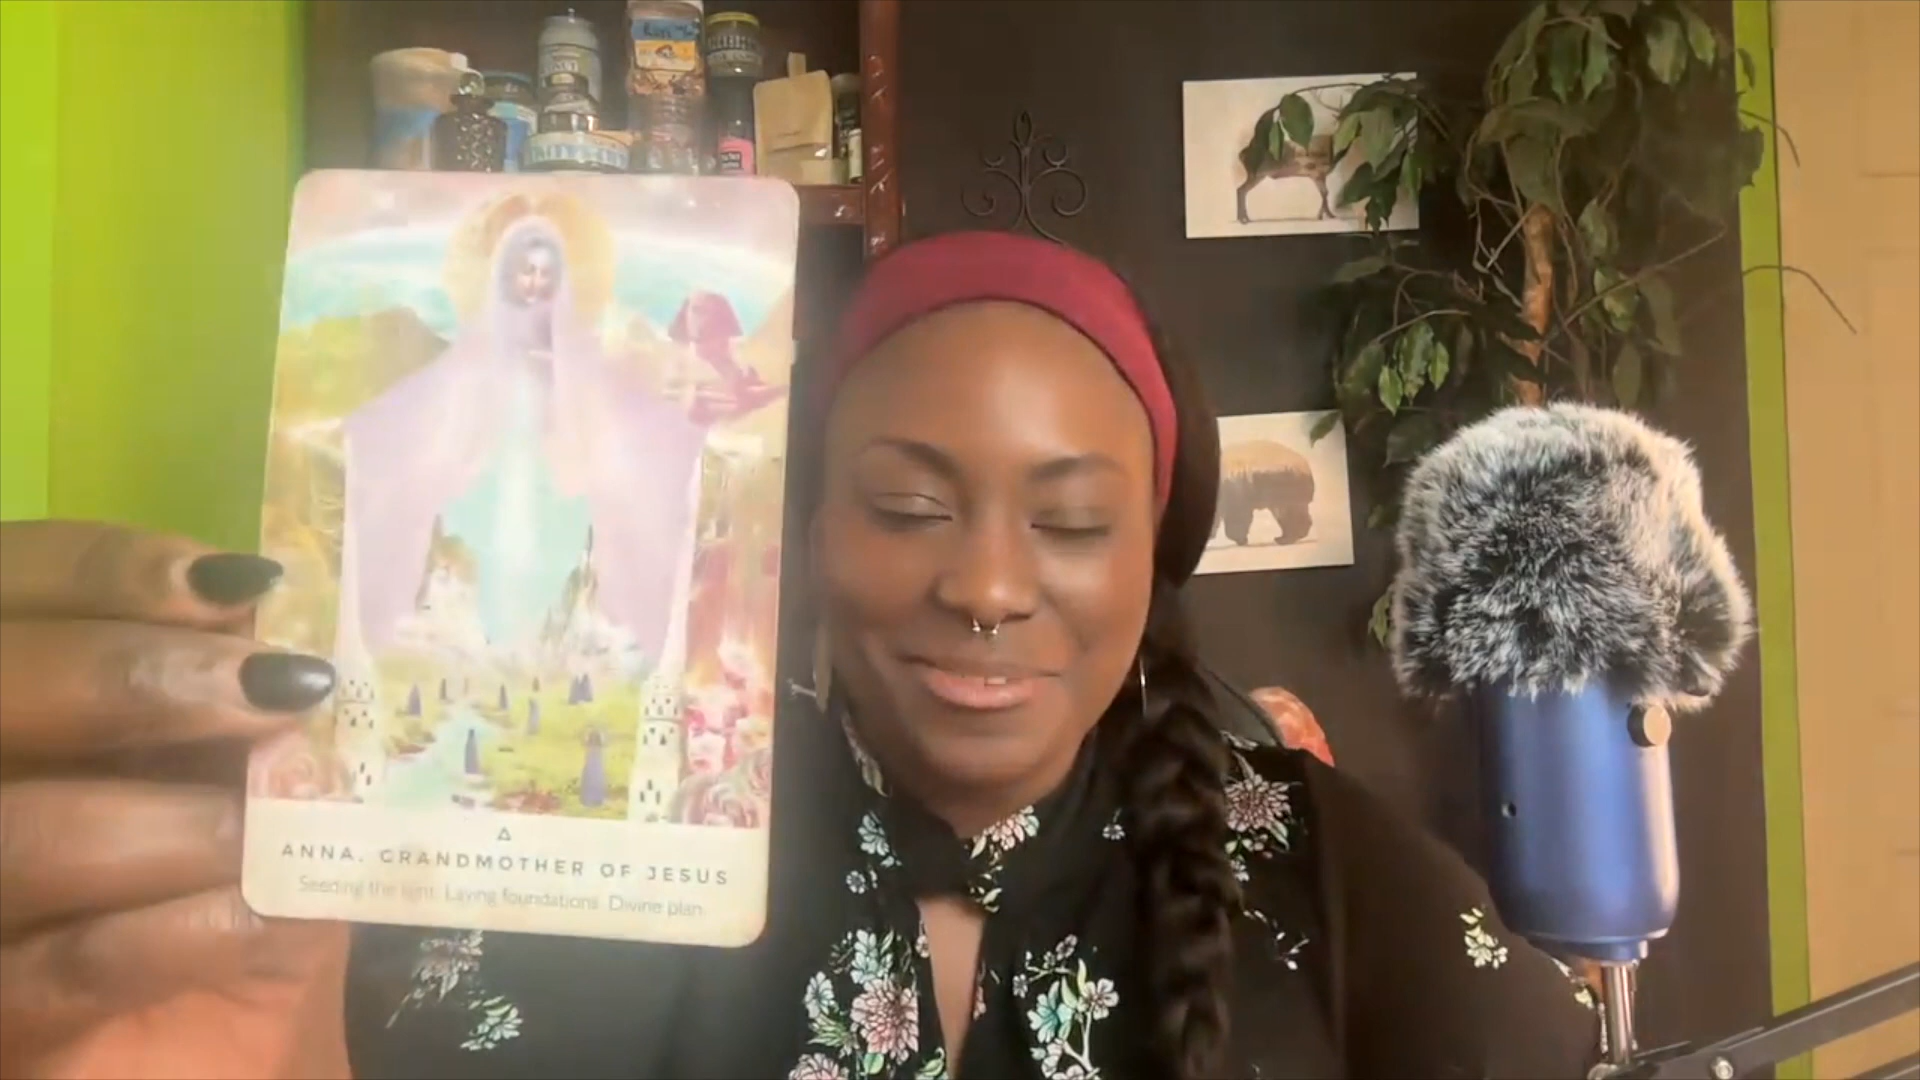 ANNA, GRANDMOTHER OF JESUS
Seeding the light. Laying foundations. Divine plan.